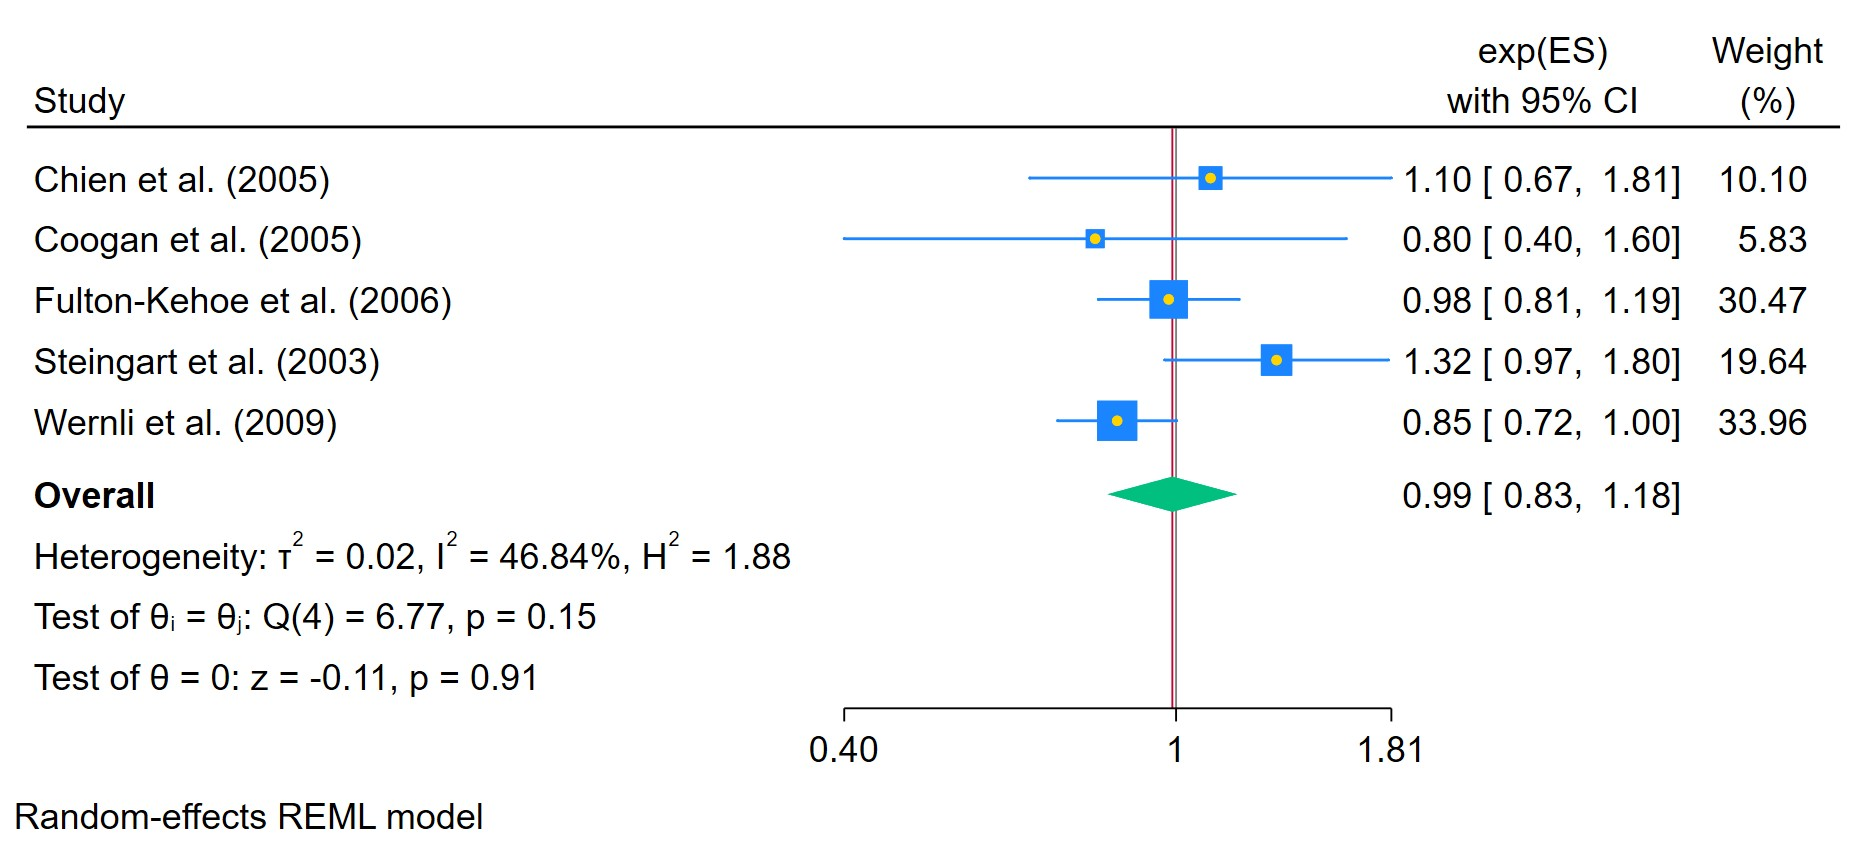 exp(ES) Weight
Study with 95% CI (%)
Chien et al. (2005) 1.10 [ 0.67, 1.81] 10.10
Coogan et al. (2005) 0.80 [ 0.40, 1.60] 5.83
Fulton-Kehoe et al. (2006) 0.98 [ 0.81, 1.19] 30.47
Steingart et al. (2003) 1.32 [ 0.97, 1.80] 19.64
Wernli et al. (2009) 0.85 [ 0.72, 1.00] 33.96
Overall 0.99 [ 0.83, 1.18]
Heterogeneity: τ² = 0.02, I² = 46.84%, H² = 1.88
Test of θᵢ = θⱼ: Q(4) = 6.77, p = 0.15
Test of θ = 0: z = -0.11, p = 0.91
0.40 1 1.81
Random-effects REML model